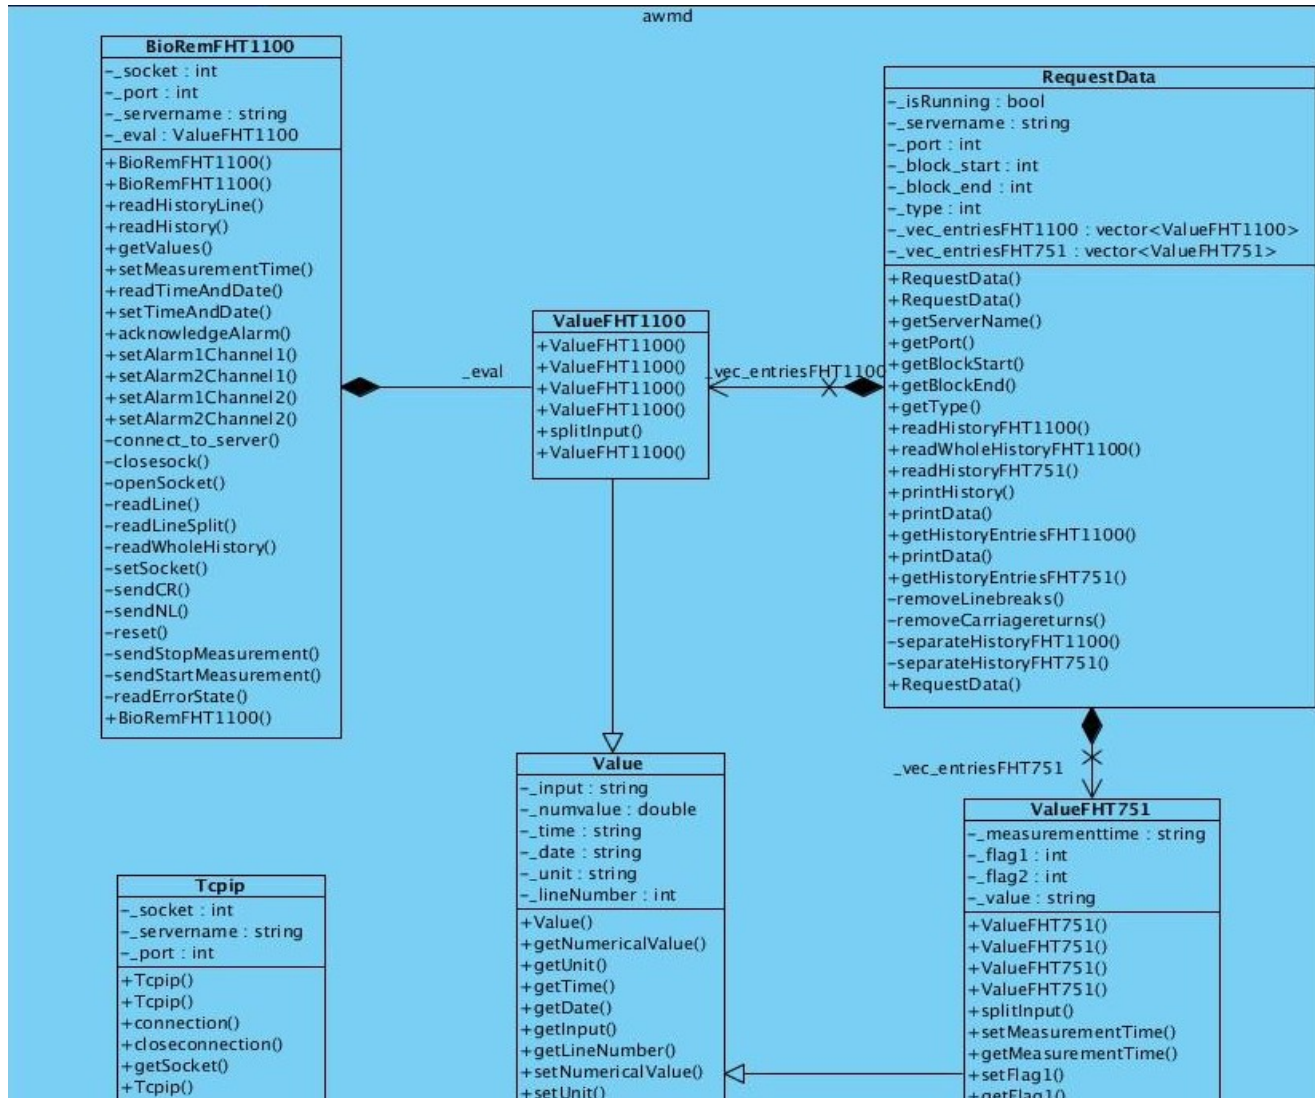 awmd
BioRemFHT1100
-_socket : int
-_port : int
-_servername : string
-_eval : ValueFHT1100
+BioRemFHT1100()
+BioRemFHT1100()
+readHistoryLine()
+readHistory()
+getValues()
+setMeasurementTime()
+readTimeAndDate()
+setTimeAndDate()
+acknowledgeAlarm()
+setAlarm1Channel1()
+setAlarm2Channel1()
+setAlarm1Channel2()
+setAlarm2Channel2()
-connect_to_server()
-closesock()
-openSocket()
-readLine()
-readLineSplit()
-readWholeHistory()
-setSocket()
-sendCR()
-sendNL()
-reset()
-sendStopMeasurement()
-sendStartMeasurement()
-readErrorState()
+BioRemFHT1100()
_eval
ValueFHT1100
+ValueFHT1100()
+ValueFHT1100()
+ValueFHT1100()
+ValueFHT1100()
+splitInput()
+ValueFHT1100()
_vec_entriesFHT1100
RequestData
-_isRunning : bool
-_servername : string
-_port : int
-_block_start : int
-_block_end : int
-_type : int
-_vec_entriesFHT1100 : vector<ValueFHT1100>
-_vec_entriesFHT751 : vector<ValueFHT751>
+RequestData()
+RequestData()
+getServerName()
+getPort()
+getBlockStart()
+getBlockEnd()
+getType()
+readHistoryFHT1100()
+readWholeHistoryFHT1100()
+readHistoryFHT751()
+printHistory()
+printData()
+getHistoryEntriesFHT1100()
+printData()
+getHistoryEntriesFHT751()
-removeLinebreaks()
-removeCarriagereturns()
-separateHistoryFHT1100()
-separateHistoryFHT751()
+RequestData()
_vec_entriesFHT751
Tcpip
-_socket : int
-_servername : string
-_port : int
+Tcpip()
+Tcpip()
+connection()
+closeconnection()
+getSocket()
+Tcpip()
Value
-_input : string
-_numvalue : double
-_time : string
-_date : string
-_unit : string
-_lineNumber : int
+Value()
+getNumericalValue()
+getUnit()
+getTime()
+getDate()
+getInput()
+getLineNumber()
+setNumericalValue()
+setUnit()
ValueFHT751
-_measurementtime : string
-_flag1 : int
-_flag2 : int
-_value : string
+ValueFHT751()
+ValueFHT751()
+ValueFHT751()
+ValueFHT751()
+splitInput()
+setMeasurementTime()
+getMeasurementTime()
+setFlag1()
+getFlag1()